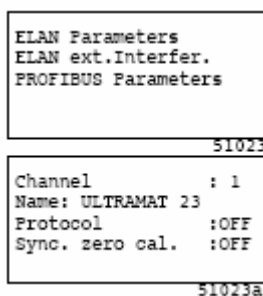 ELAN Parameters
ELAN ext.Interfer.
PROFIBUS Parameters
51023
Channel : 1
Name: ULTRAMAT 23
Protocol :OFF
Sync. zero cal. :OFF
51023a